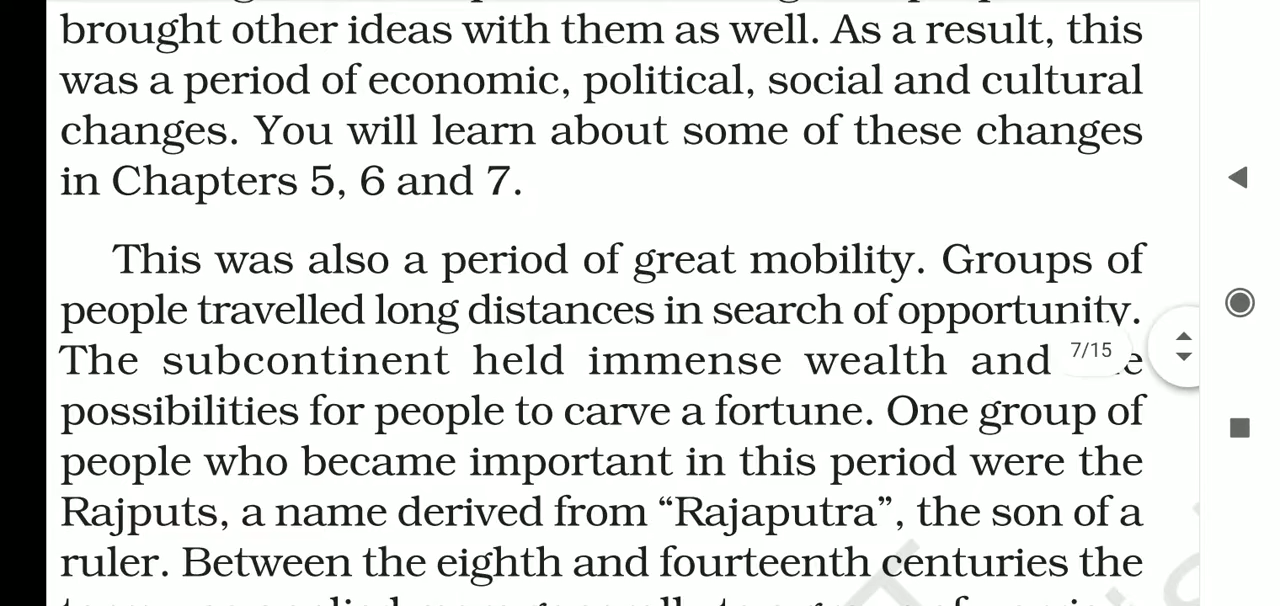 brought other ideas with them as well. As a result, this
was a period of economic, political, social and cultural
changes. You will learn about some of these changes
in Chapters 5, 6 and 7.
This was also a period of great mobility. Groups of
people travelled long distances in search of opportunity.
The subcontinent held immense wealth and
7/15
possibilities for people to carve a fortune. One group of
people who became important in this period were the
Rajputs, a name derived from “Rajaputra”, the son of a
ruler. Between the eighth and fourteenth centuries the